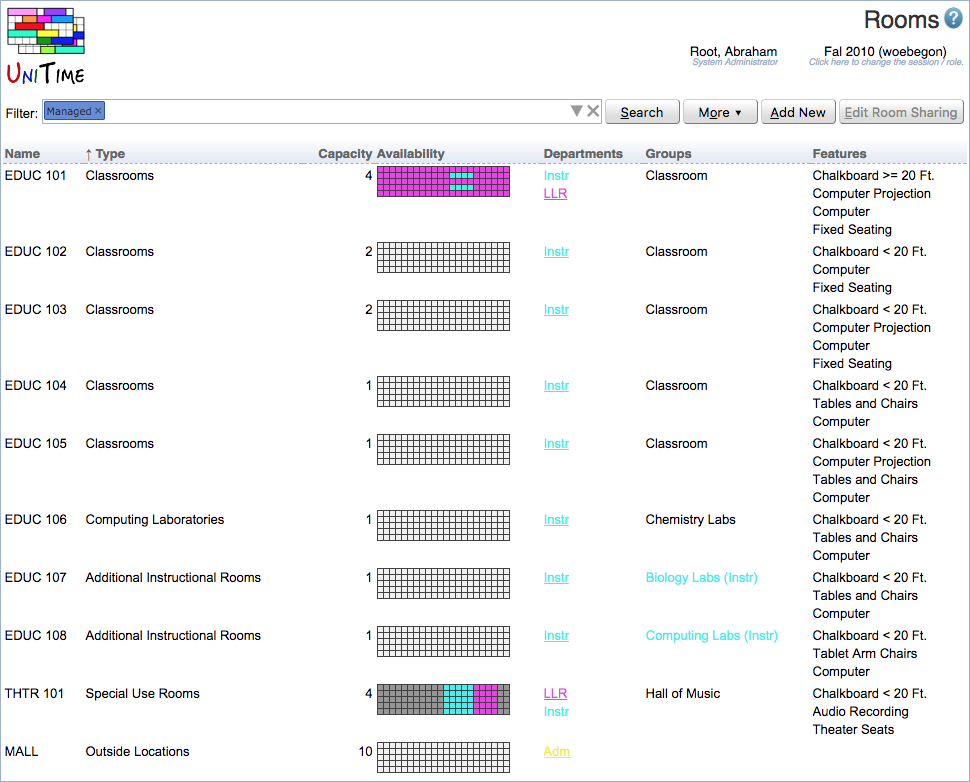 Rooms ?
UNITIME
Root, Abraham Fal 2010 (woebegon)
System Administrator Click here to change the session / role.
Filter: Managed × Search More ▾ Add New Edit Room Sharing
Name ↑ Type Capacity Availability Departments Groups Features
EDUC 101 Classrooms 4 Instr Classroom Chalkboard >= 20 Ft.
LLR Computer Projection
Computer
Fixed Seating
EDUC 102 Classrooms 2 Instr Classroom Chalkboard < 20 Ft.
Computer
Fixed Seating
EDUC 103 Classrooms 2 Instr Classroom Chalkboard < 20 Ft.
Computer Projection
Computer
Fixed Seating
EDUC 104 Classrooms 1 Instr Classroom Chalkboard < 20 Ft.
Tables and Chairs
Computer
EDUC 105 Classrooms 1 Instr Classroom Chalkboard < 20 Ft.
Computer Projection
Tables and Chairs
Computer
EDUC 106 Computing Laboratories 1 Instr Chemistry Labs Chalkboard < 20 Ft.
Tables and Chairs
Computer
EDUC 107 Additional Instructional Rooms 1 Instr Biology Labs (Instr) Chalkboard < 20 Ft.
Tables and Chairs
Computer
EDUC 108 Additional Instructional Rooms 1 Instr Computing Labs (Instr) Chalkboard < 20 Ft.
Tablet Arm Chairs
Computer
THTR 101 Special Use Rooms 4 LLR Hall of Music Chalkboard < 20 Ft.
Instr Audio Recording
Theater Seats
MALL Outside Locations 10 Adm